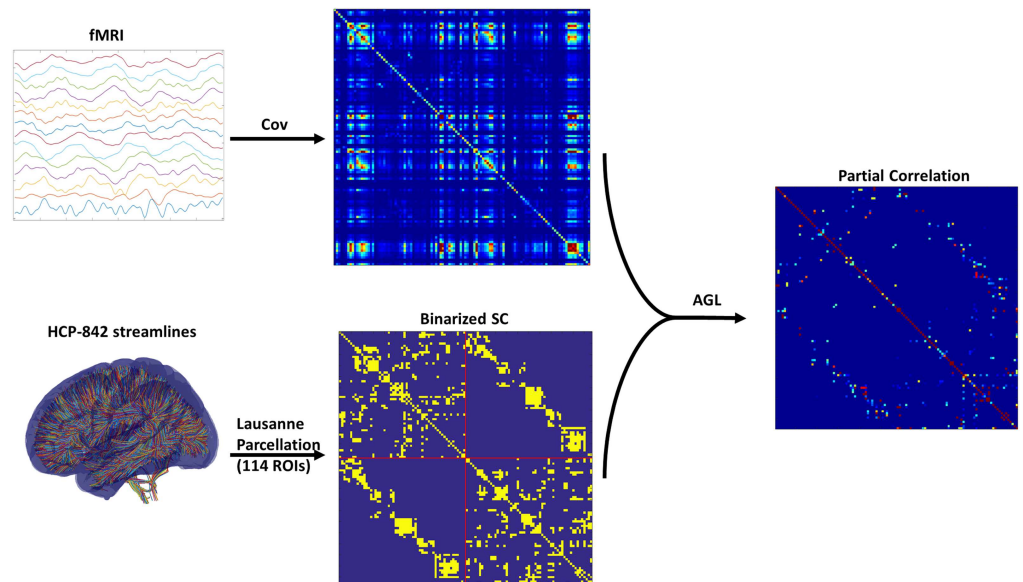 fMRI
Cov
Partial Correlation
AGL
HCP-842 streamlines
Binarized SC
Lausanne
Parcellation
(114 ROIs)